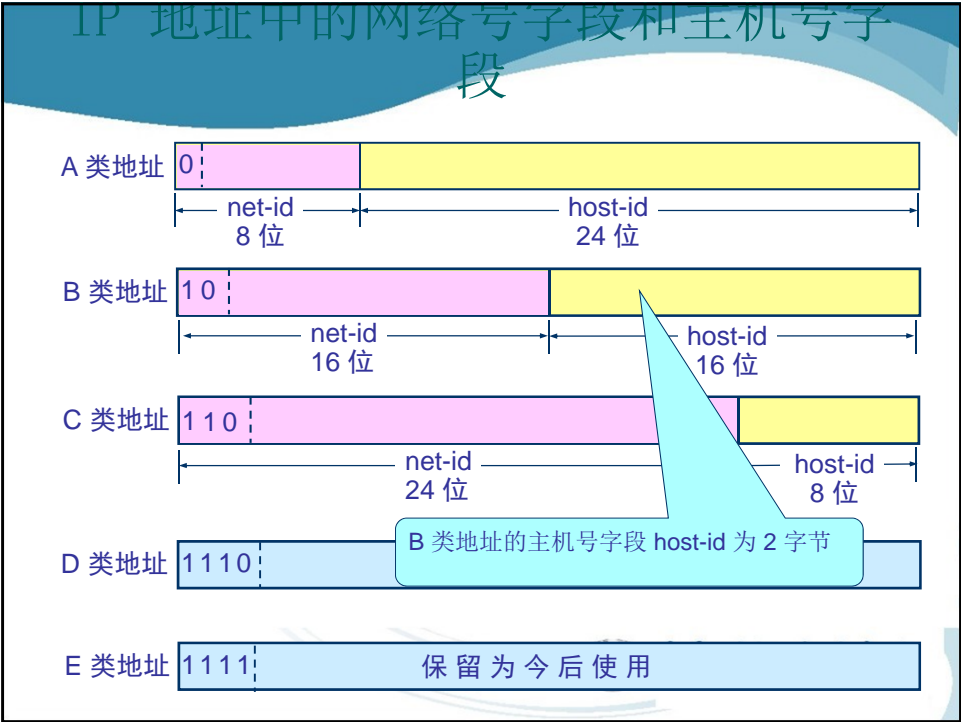 IP 地址中的网络号字段和主机号字
段
A 类地址
0
net-id
8 位
host-id
24 位
B 类地址
1 0
net-id
16 位
host-id
16 位
C 类地址
1 1 0
net-id
24 位
host-id
8 位
B 类地址的主机号字段 host-id 为 2 字节
D 类地址
1 1 1 0
E 类地址
1 1 1 1
保 留 为 今 后 使 用